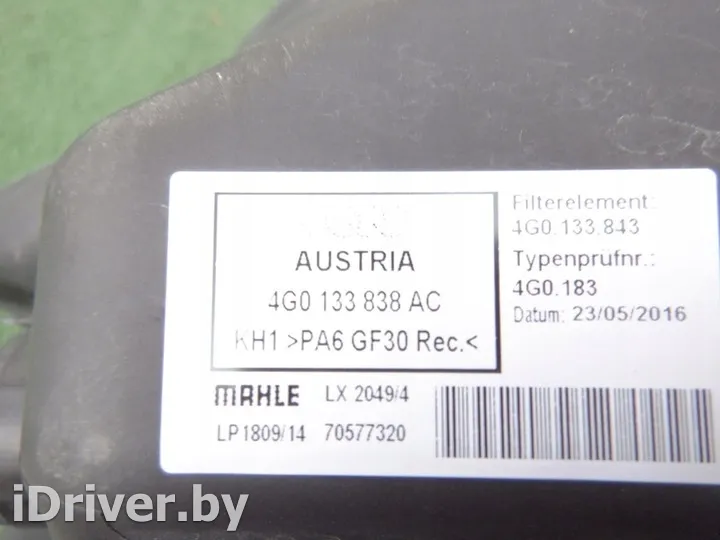 AUSTRIA
4G0 133 838 AC
KH1 >PA6 GF30 Rec.<
MAHLE LX 2049/4
LP1809/14 70577320
Filterelement:
4G0.133.843
Typenprüfnr.:
4G0.183
Datum: 23/05/2016
iDriver.by